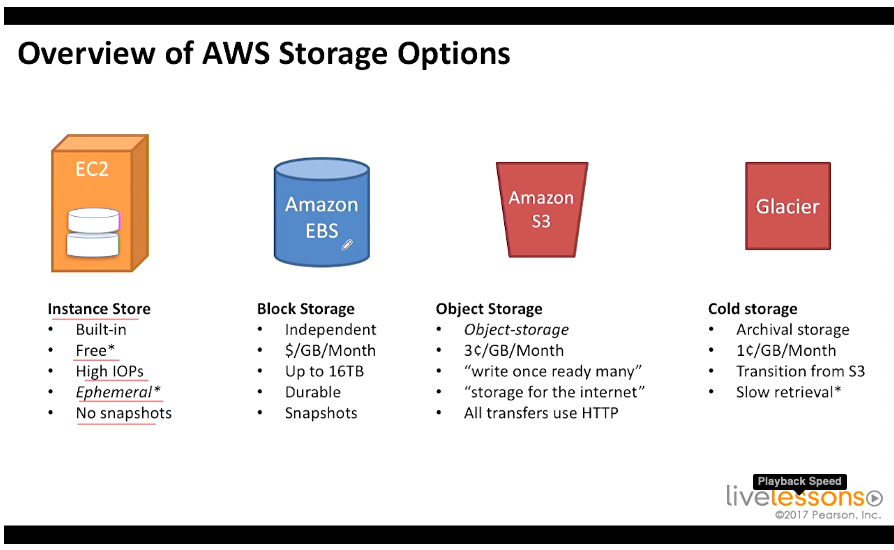 Overview of AWS Storage Options
EC2
Amazon
EBS
Amazon
S3
Glacier
Instance Store
• Built-in
• Free*
• High IOPs
• Ephemeral*
• No snapshots
Block Storage
• Independent
• $/GB/Month
• Up to 16TB
• Durable
• Snapshots
Object Storage
• Object-storage
• 3¢/GB/Month
• “write once ready many”
• “storage for the internet”
• All transfers use HTTP
Cold storage
• Archival storage
• 1¢/GB/Month
• Transition from S3
• Slow retrieval*
Playback Speed
livelessons
©2017 Pearson, Inc.